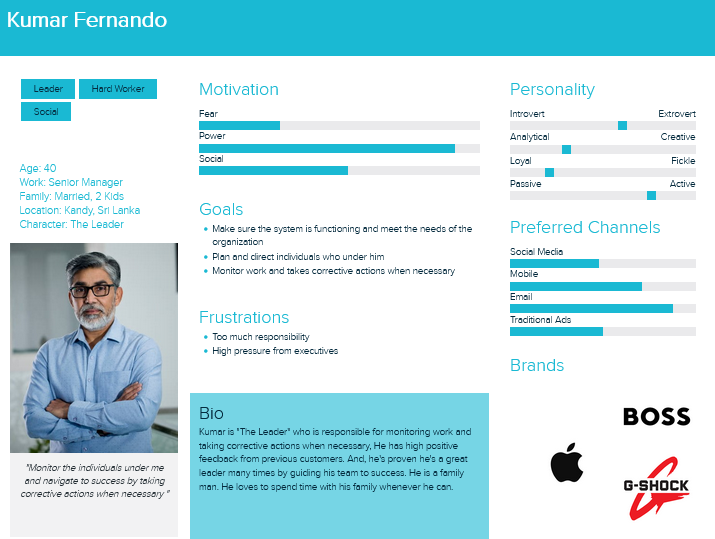 Kumar Fernando
Leader
Hard Worker
Social
Age: 40
Work: Senior Manager
Family: Married, 2 Kids
Location: Kandy, Sri Lanka
Character: The Leader
"Monitor the individuals under me
and navigate to success by taking
corrective actions when necessary "
Motivation
Fear
Power
Social
Goals
Make sure the system is functioning and meet the needs of the
organization
Plan and direct individuals who under him
Monitor work and takes corrective actions when necessary
Frustrations
Too much responsibility
High pressure from executives
Bio
Kumar is "The Leader" who is responsible for monitoring work and
taking corrective actions when necessary, He has high positive
feedback from previous customers. And, he's proven he's a great
leader many times by guiding his team to success. He is a family
man. He loves to spend time with his family whenever he can.
Personality
Introvert Extrovert
Analytical Creative
Loyal Fickle
Passive Active
Preferred Channels
Social Media
Mobile
Email
Traditional Ads
Brands
BOSS
G-SHOCK